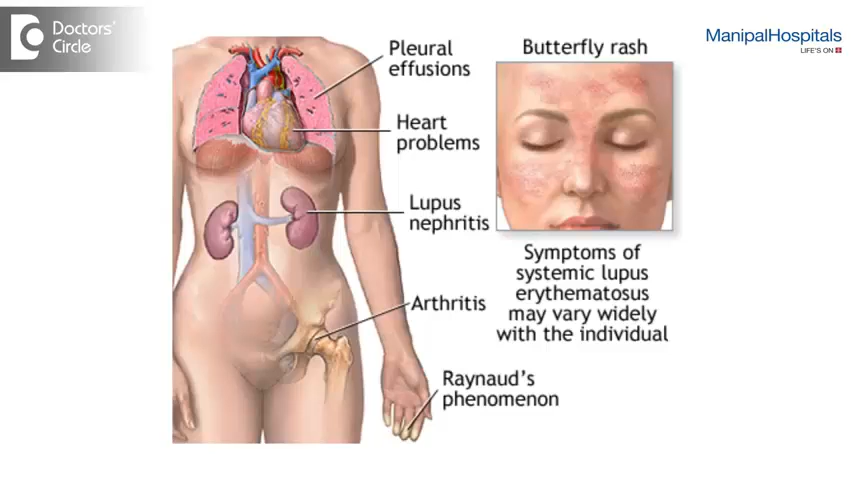 Doctors'
Circle
ManipalHospitals
LIFE'S ON
Pleural
effusions
Heart
problems
Lupus
nephritis
Arthritis
Raynaud's
phenomenon
Butterfly rash
Symptoms of
systemic lupus
erythematosus
may vary widely
with the individual